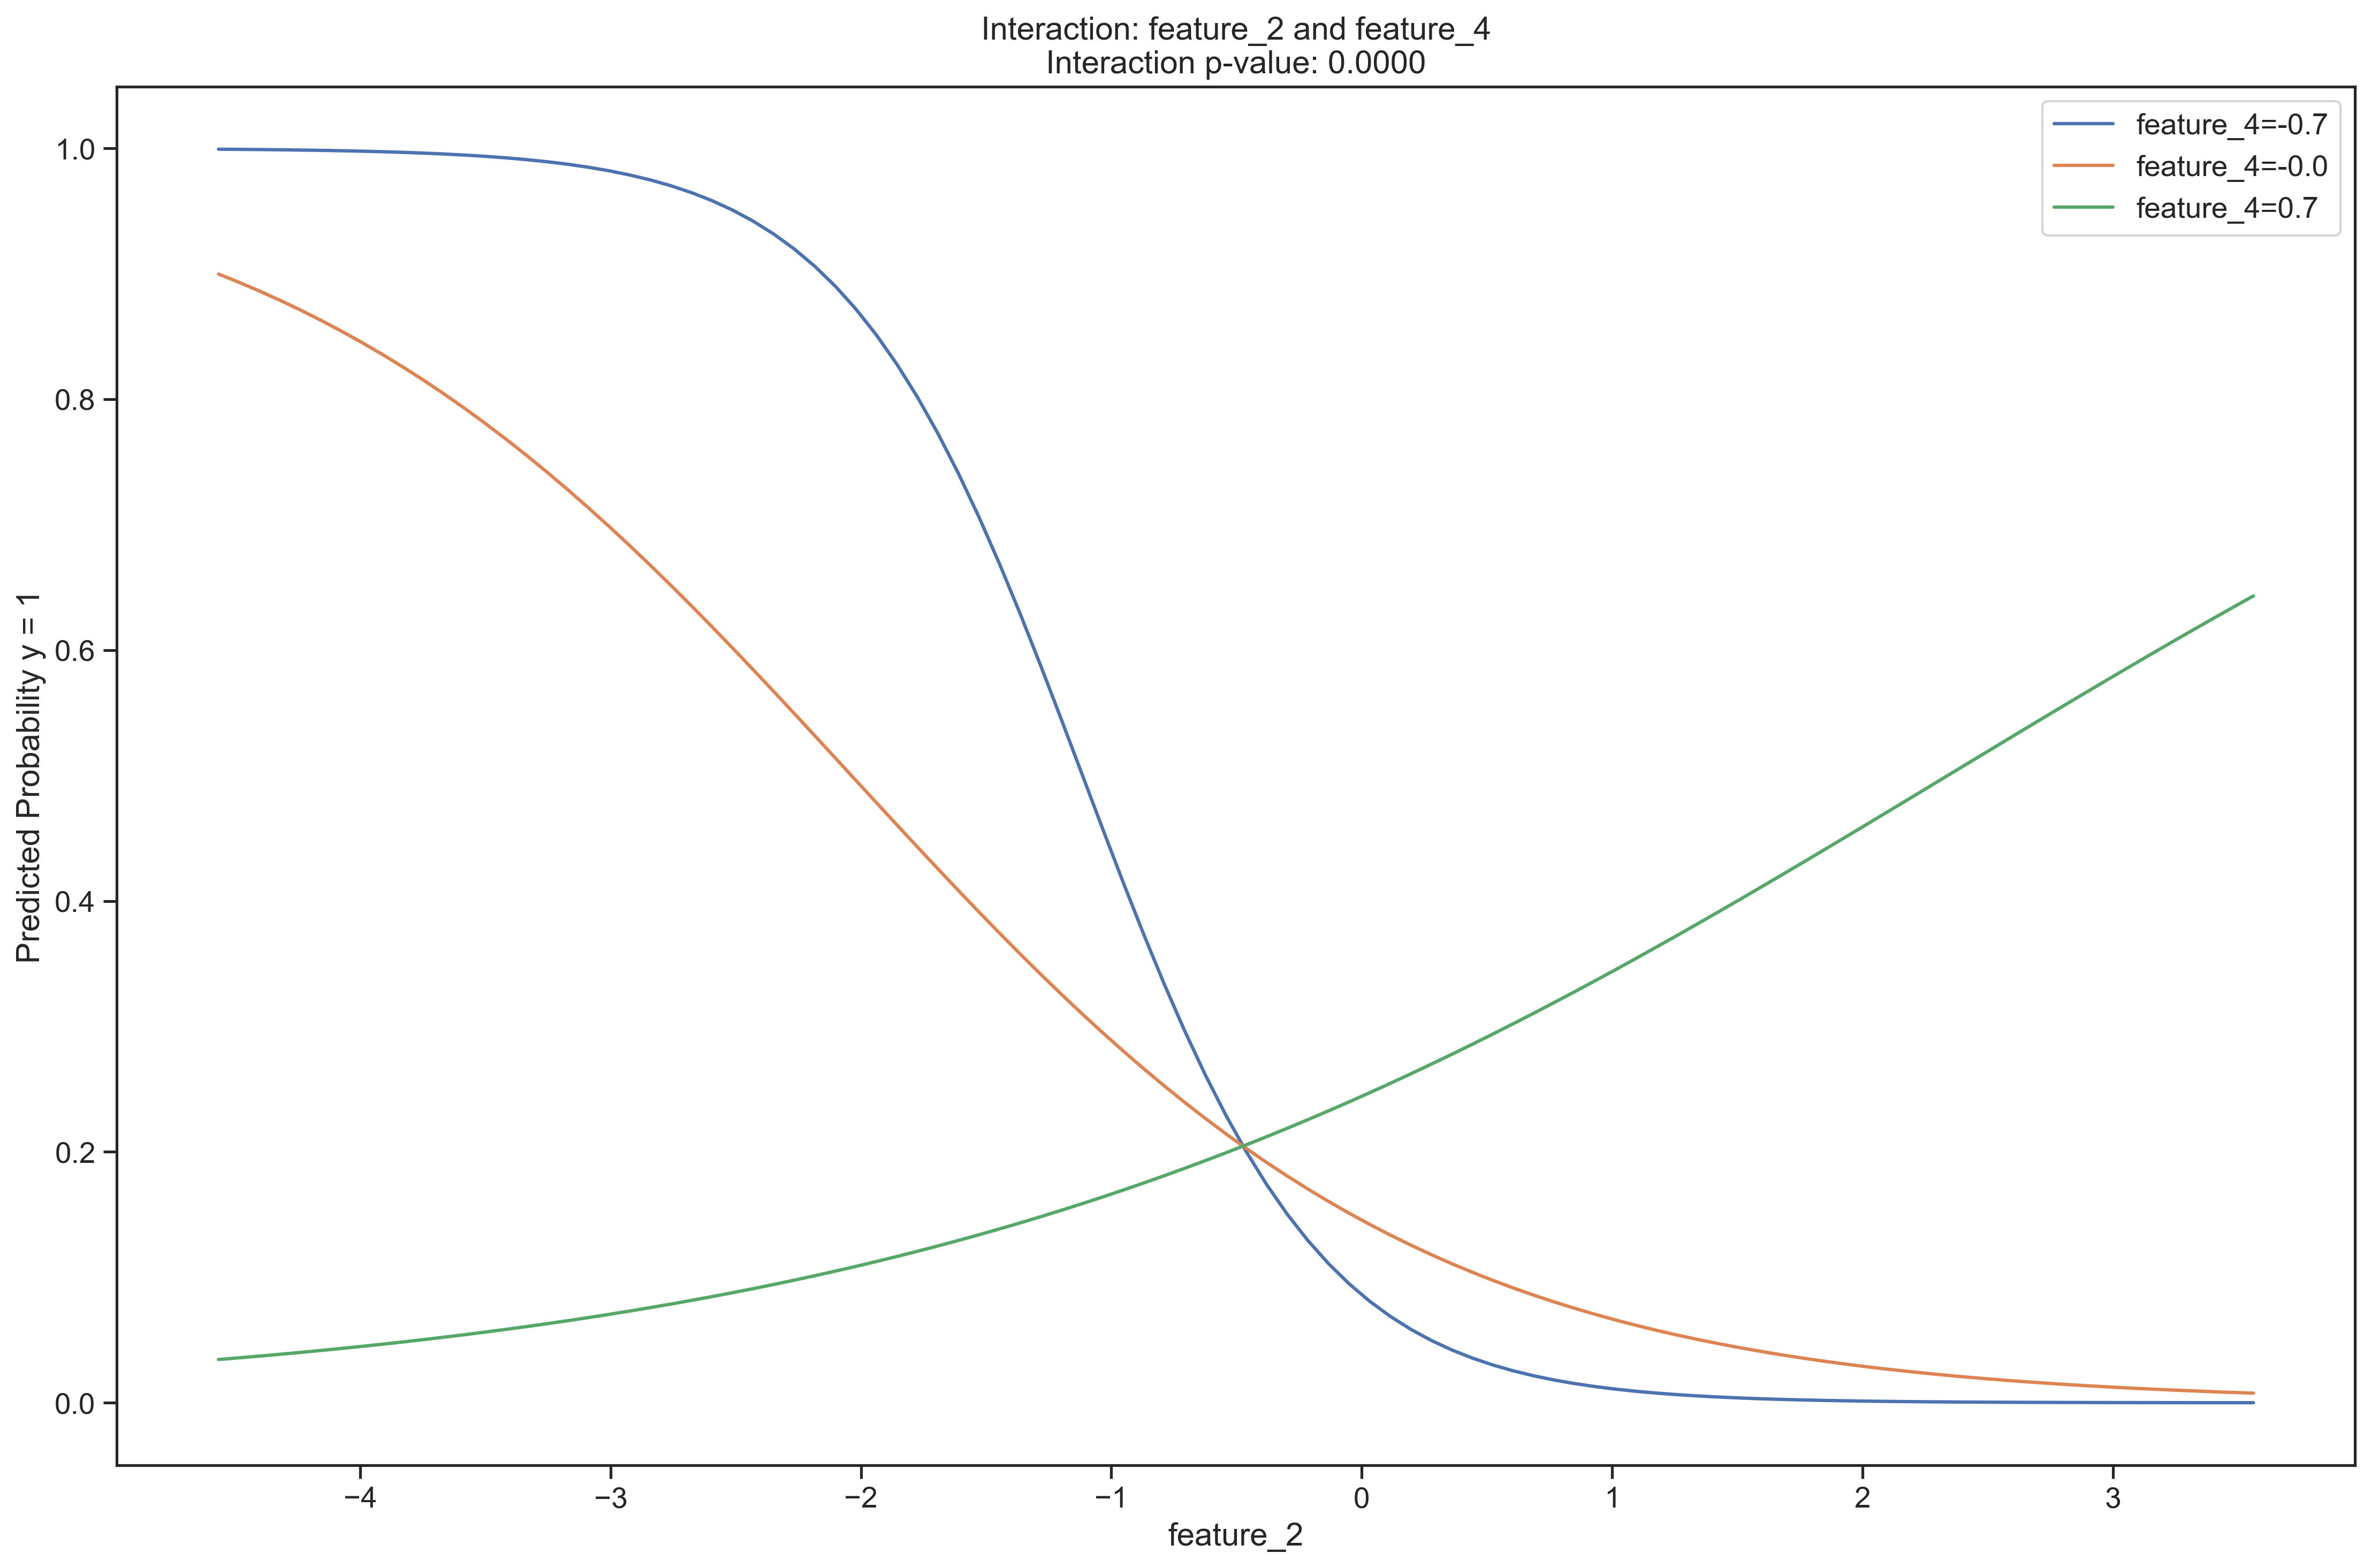 Interaction: feature_2 and feature_4
Interaction p-value: 0.0000
feature_4=-0.7
feature_4=-0.0
feature_4=0.7
Predicted Probability y = 1
1.0
0.8
0.6
0.4
0.2
0.0
−4
−3
−2
−1
0
1
2
3
feature_2